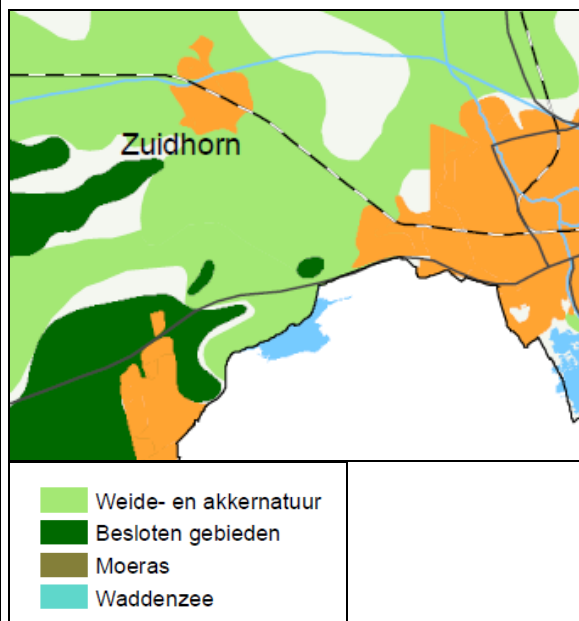 Zuidhorn
Weide- en akkernatuur
Besloten gebieden
Moeras
Waddenzee